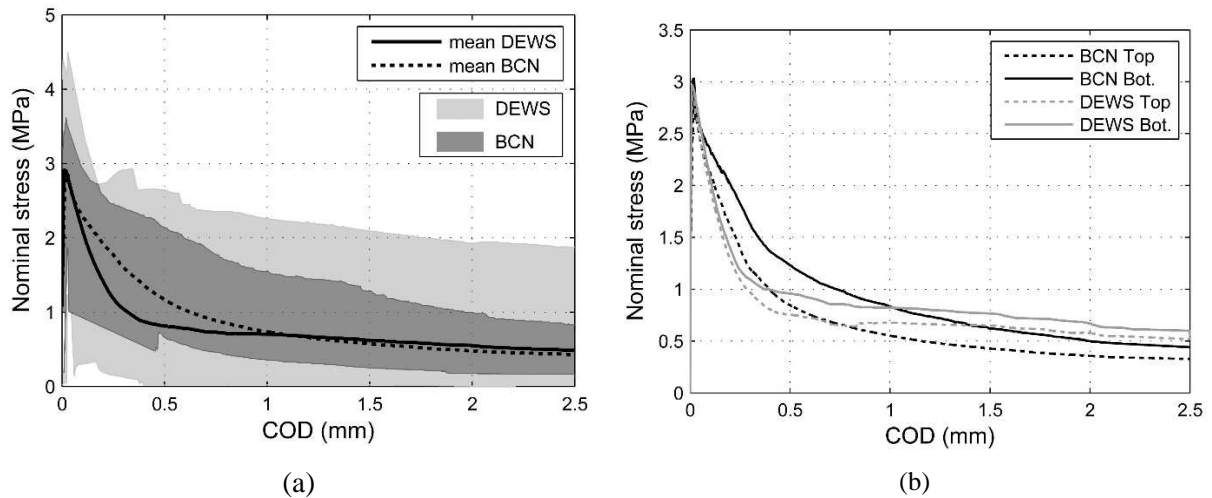 5
4
3
2
1
0
0
0.5
1
1.5
2
2.5
Nominal stress (MPa)
COD (mm)
mean DEWS
mean BCN
DEWS
BCN
(a)
3.5
3
2.5
2
1.5
1
0.5
0
0
0.5
1
1.5
2
2.5
Nominal stress (MPa)
COD (mm)
BCN Top
BCN Bot.
DEWS Top
DEWS Bot.
(b)